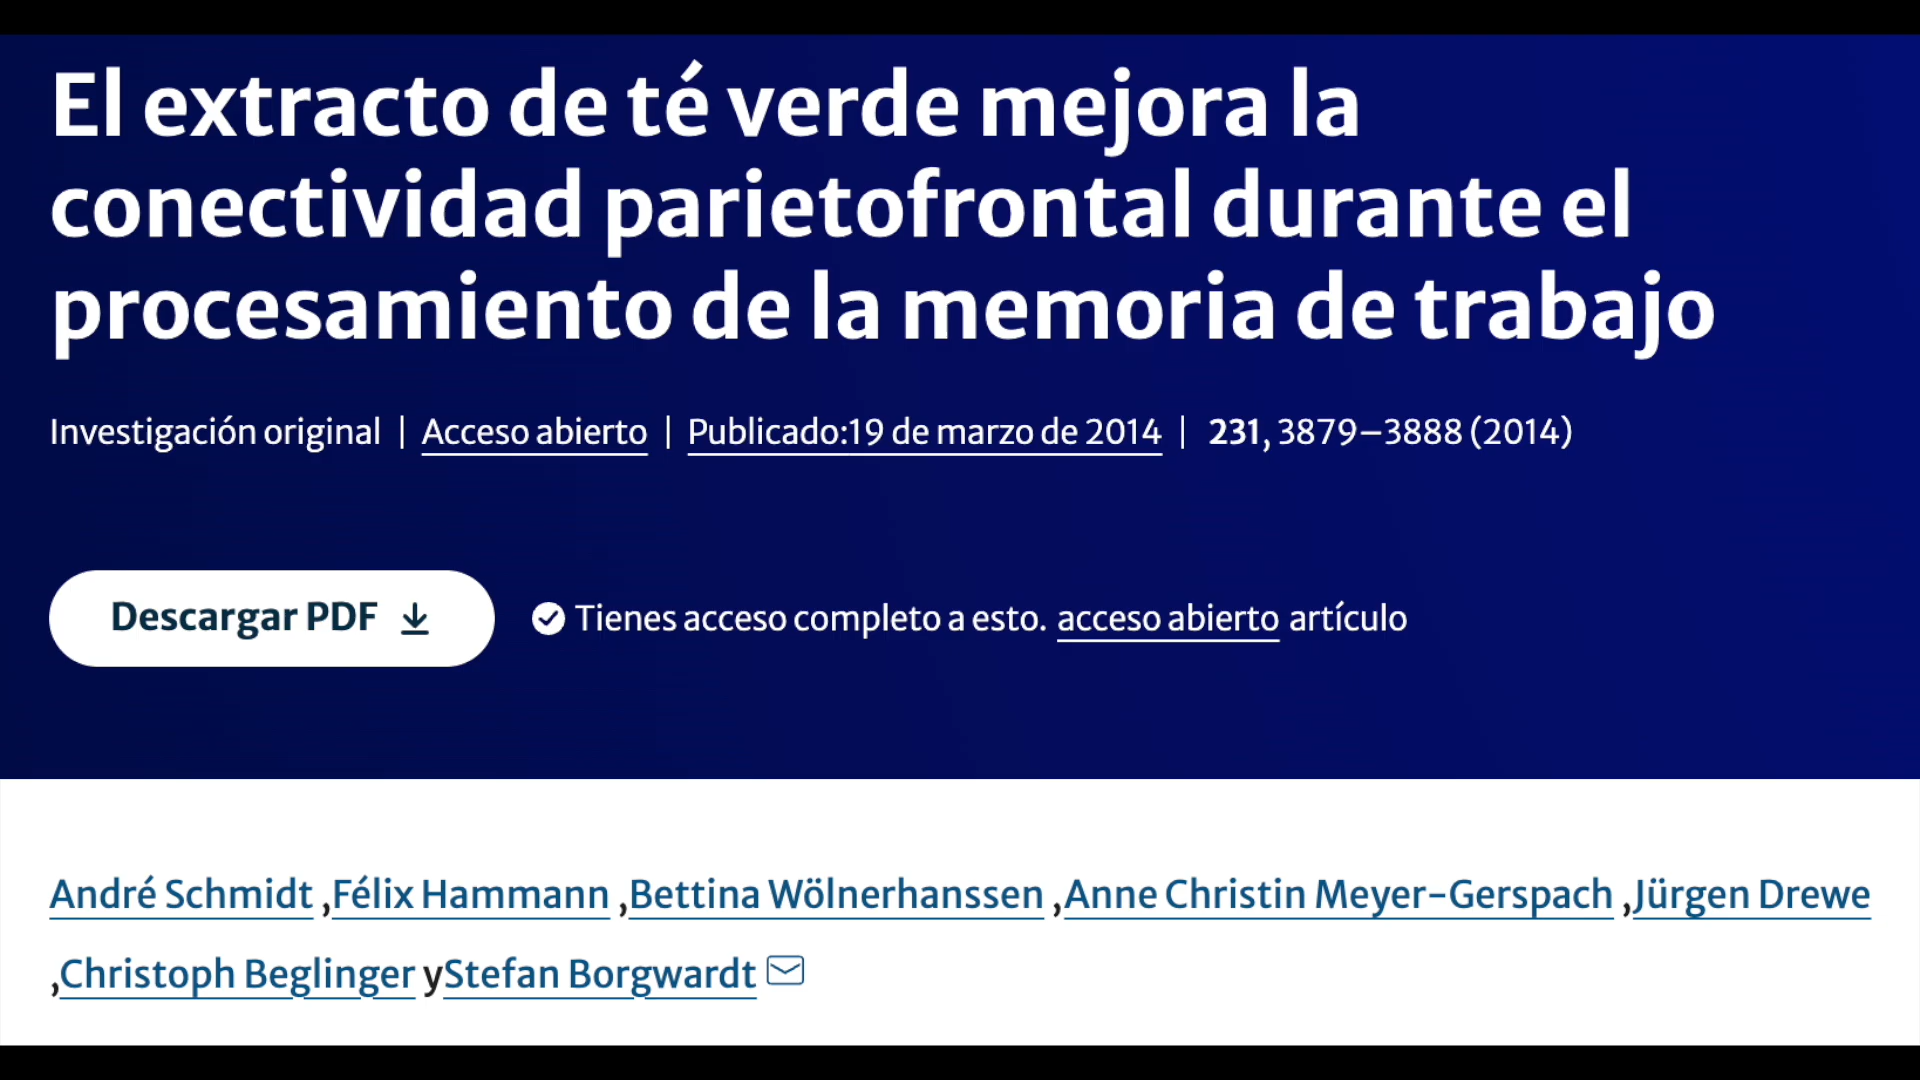 El extracto de té verde mejora la
conectividad parietofrontal durante el
procesamiento de la memoria de trabajo
Investigación original | Acceso abierto | Publicado:19 de marzo de 2014 | 231, 3879–3888 (2014)
Descargar PDF Tienes acceso completo a esto. acceso abierto artículo
André Schmidt ,Félix Hammann ,Bettina Wölnerhanssen ,Anne Christin Meyer-Gerspach ,Jürgen Drewe
,Christoph Beglinger yStefan Borgwardt